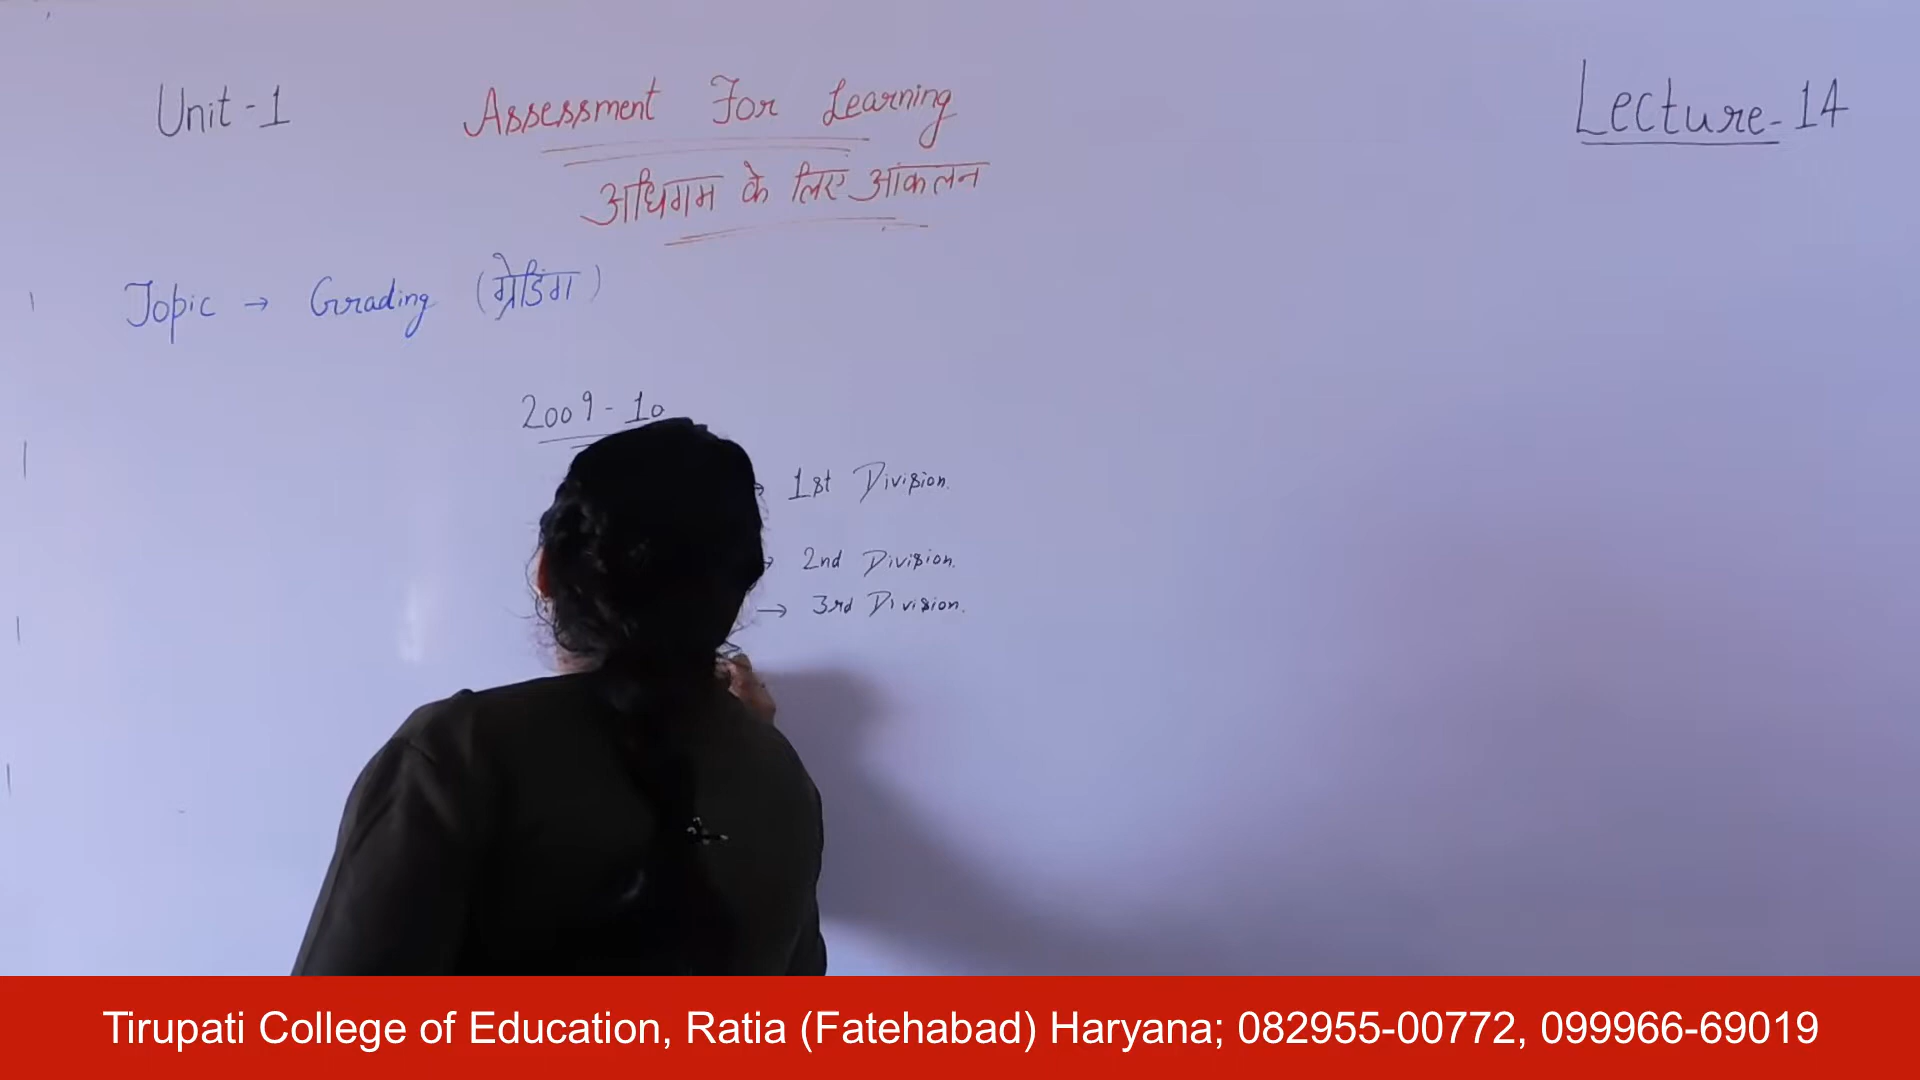 Unit - 1
Assessment For Learning
Lecture - 14
अधिगम के लिए आंकलन
Topic → Grading (ग्रेडिंग)
2009 - 10
→ 1st Division.
→ 2nd Division.
→ 3rd Division.
Tirupati College of Education, Ratia (Fatehabad) Haryana; 082955-00772, 099966-69019